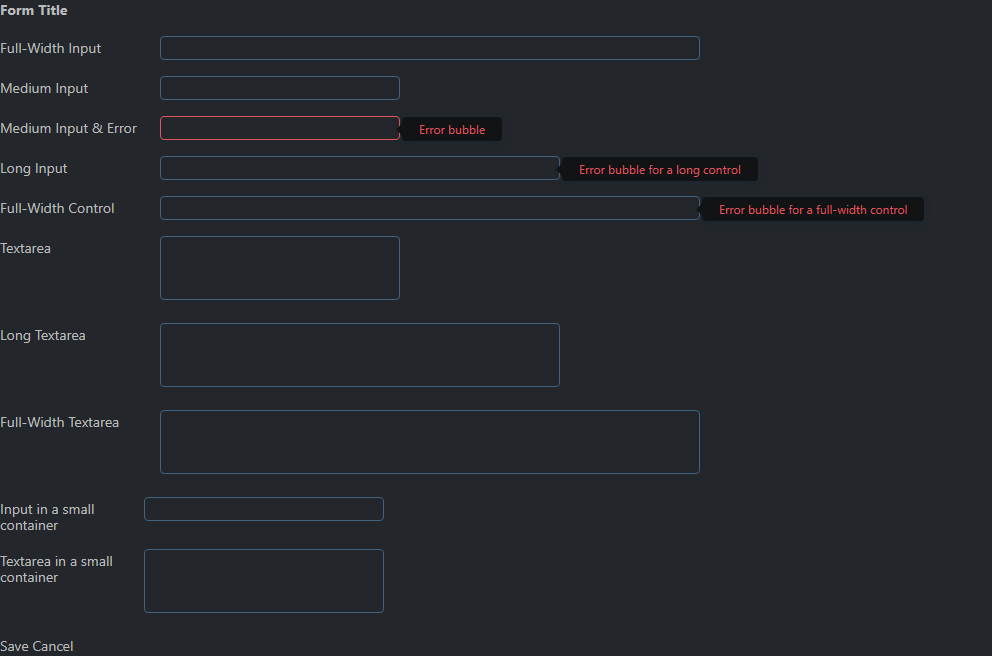 Form Title
Full-Width Input
Medium Input
Medium Input & Error
Error bubble
Long Input
Error bubble for a long control
Full-Width Control
Error bubble for a full-width control
Textarea
Long Textarea
Full-Width Textarea
Input in a small
container
Textarea in a small
container
Save Cancel